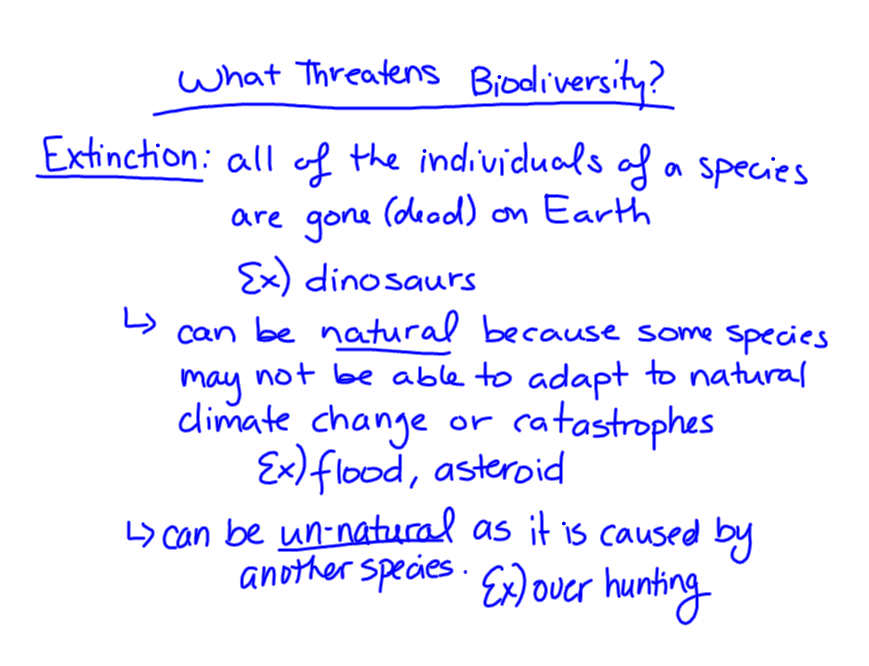 What Threatens Biodiversity?
Extinction: all of the individuals of a species
are gone (dead) on Earth
Ex) dinosaurs
↳ can be natural because some species
may not be able to adapt to natural
climate change or catastrophes
Ex) flood, asteroid
↳ can be un-natural as it is caused by
another species. Ex) over hunting